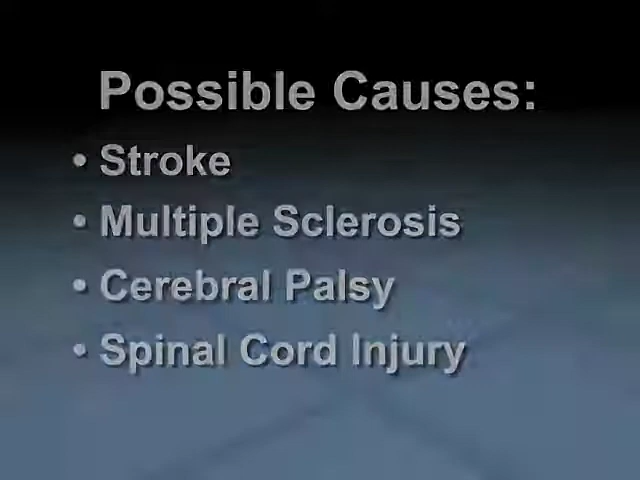 Possible Causes:
• Stroke
• Multiple Sclerosis
• Cerebral Palsy
• Spinal Cord Injury